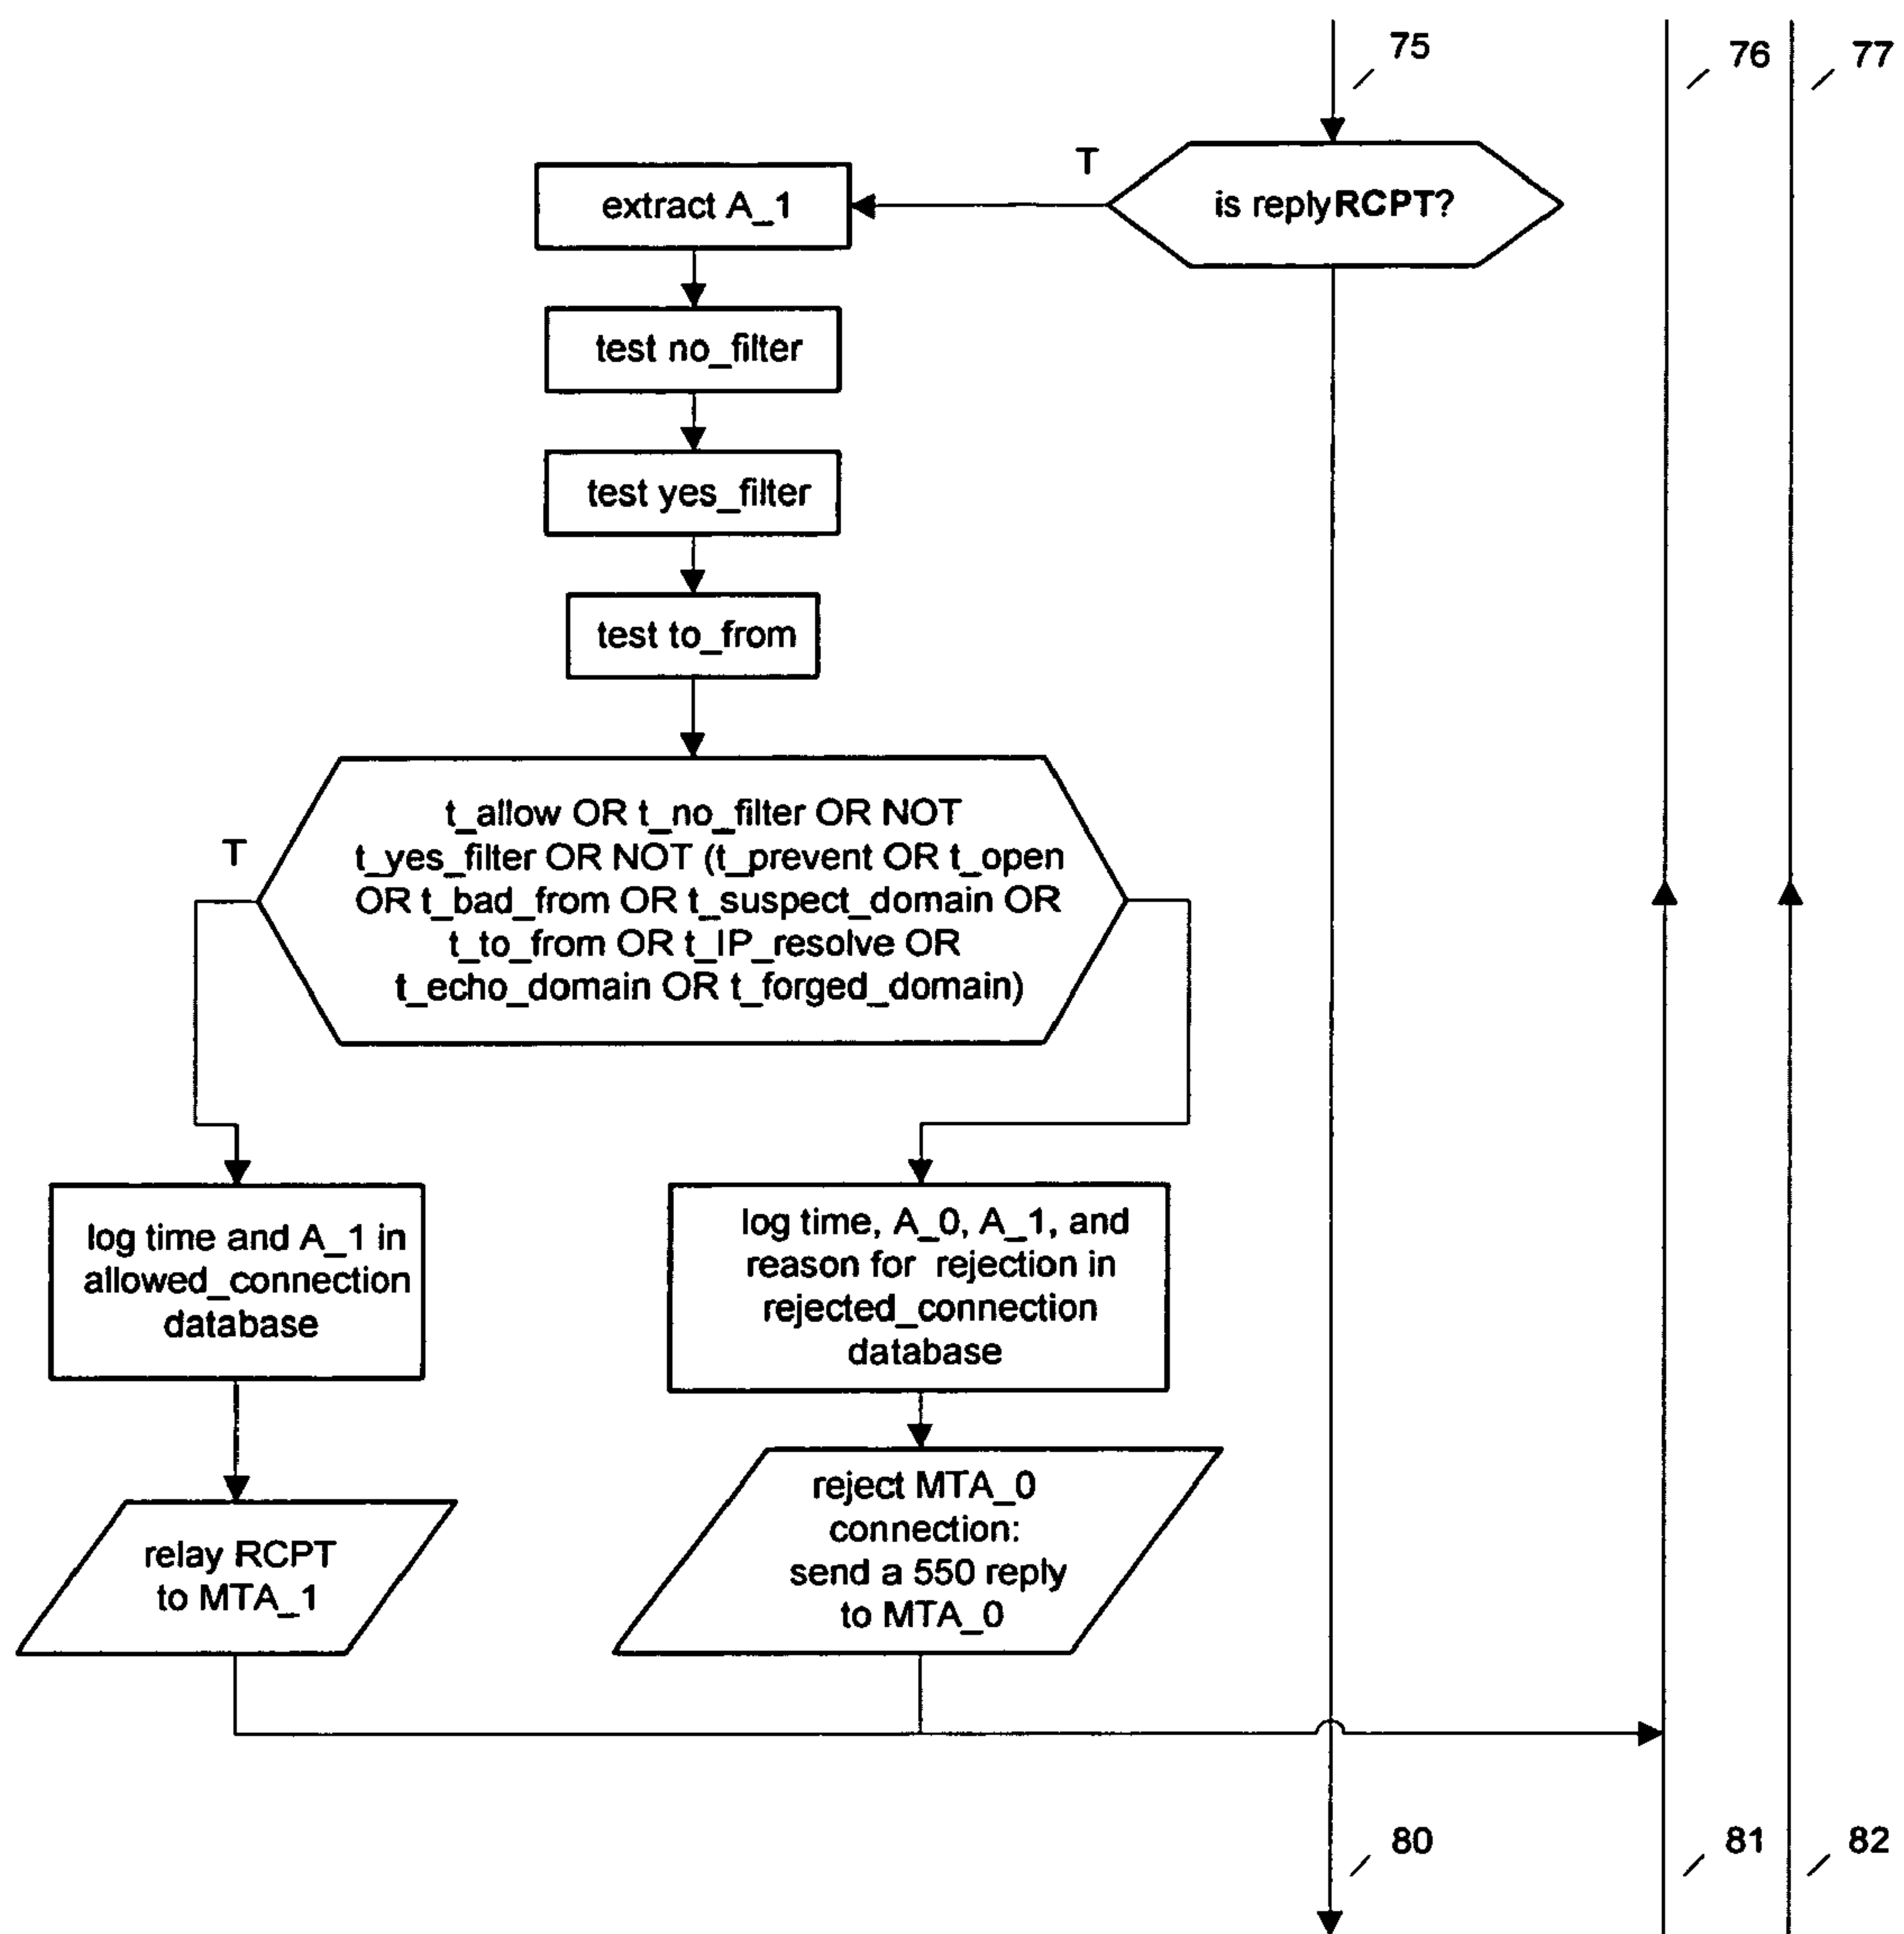 75
76
77
T
is replyRCPT?
extract A_1
test no_filter
test yes_filter
test to_from
T
t_allow OR t_no_filter OR NOT
t_yes_filter OR NOT (t_prevent OR t_open
OR t_bad_from OR t_suspect_domain OR
t_to_from OR t_IP_resolve OR
t_echo_domain OR t_forged_domain)
log time and A_1 in
allowed_connection
database
log time, A_0, A_1, and
reason for rejection in
rejected_connection
database
relay RCPT
to MTA_1
reject MTA_0
connection:
send a 550 reply
to MTA_0
80
81
82